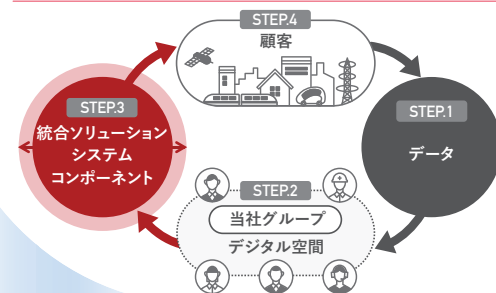 STEP.4
顧客
STEP.1
データ
STEP.2
当社グループ
デジタル空間
STEP.3
統合ソリューション
システム
コンポーネント